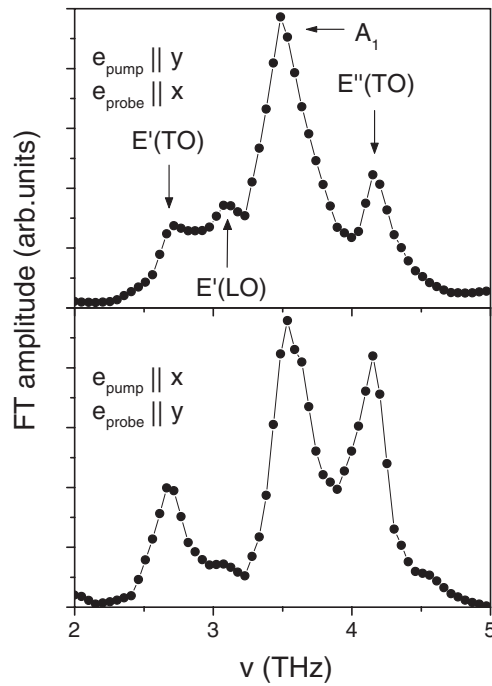 FT amplitude (arb.units)
e_pump || y
e_probe || x
A₁
E"(TO)
E'(TO)
E'(LO)
e_pump || x
e_probe || y
2
3
4
5
ν (THz)